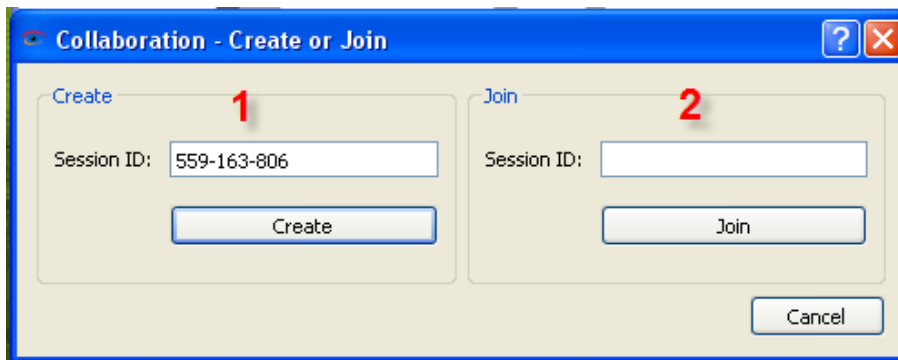 Collaboration - Create or Join
Create
1
Session ID: 559-163-806
Create
Join
2
Session ID:
Join
Cancel